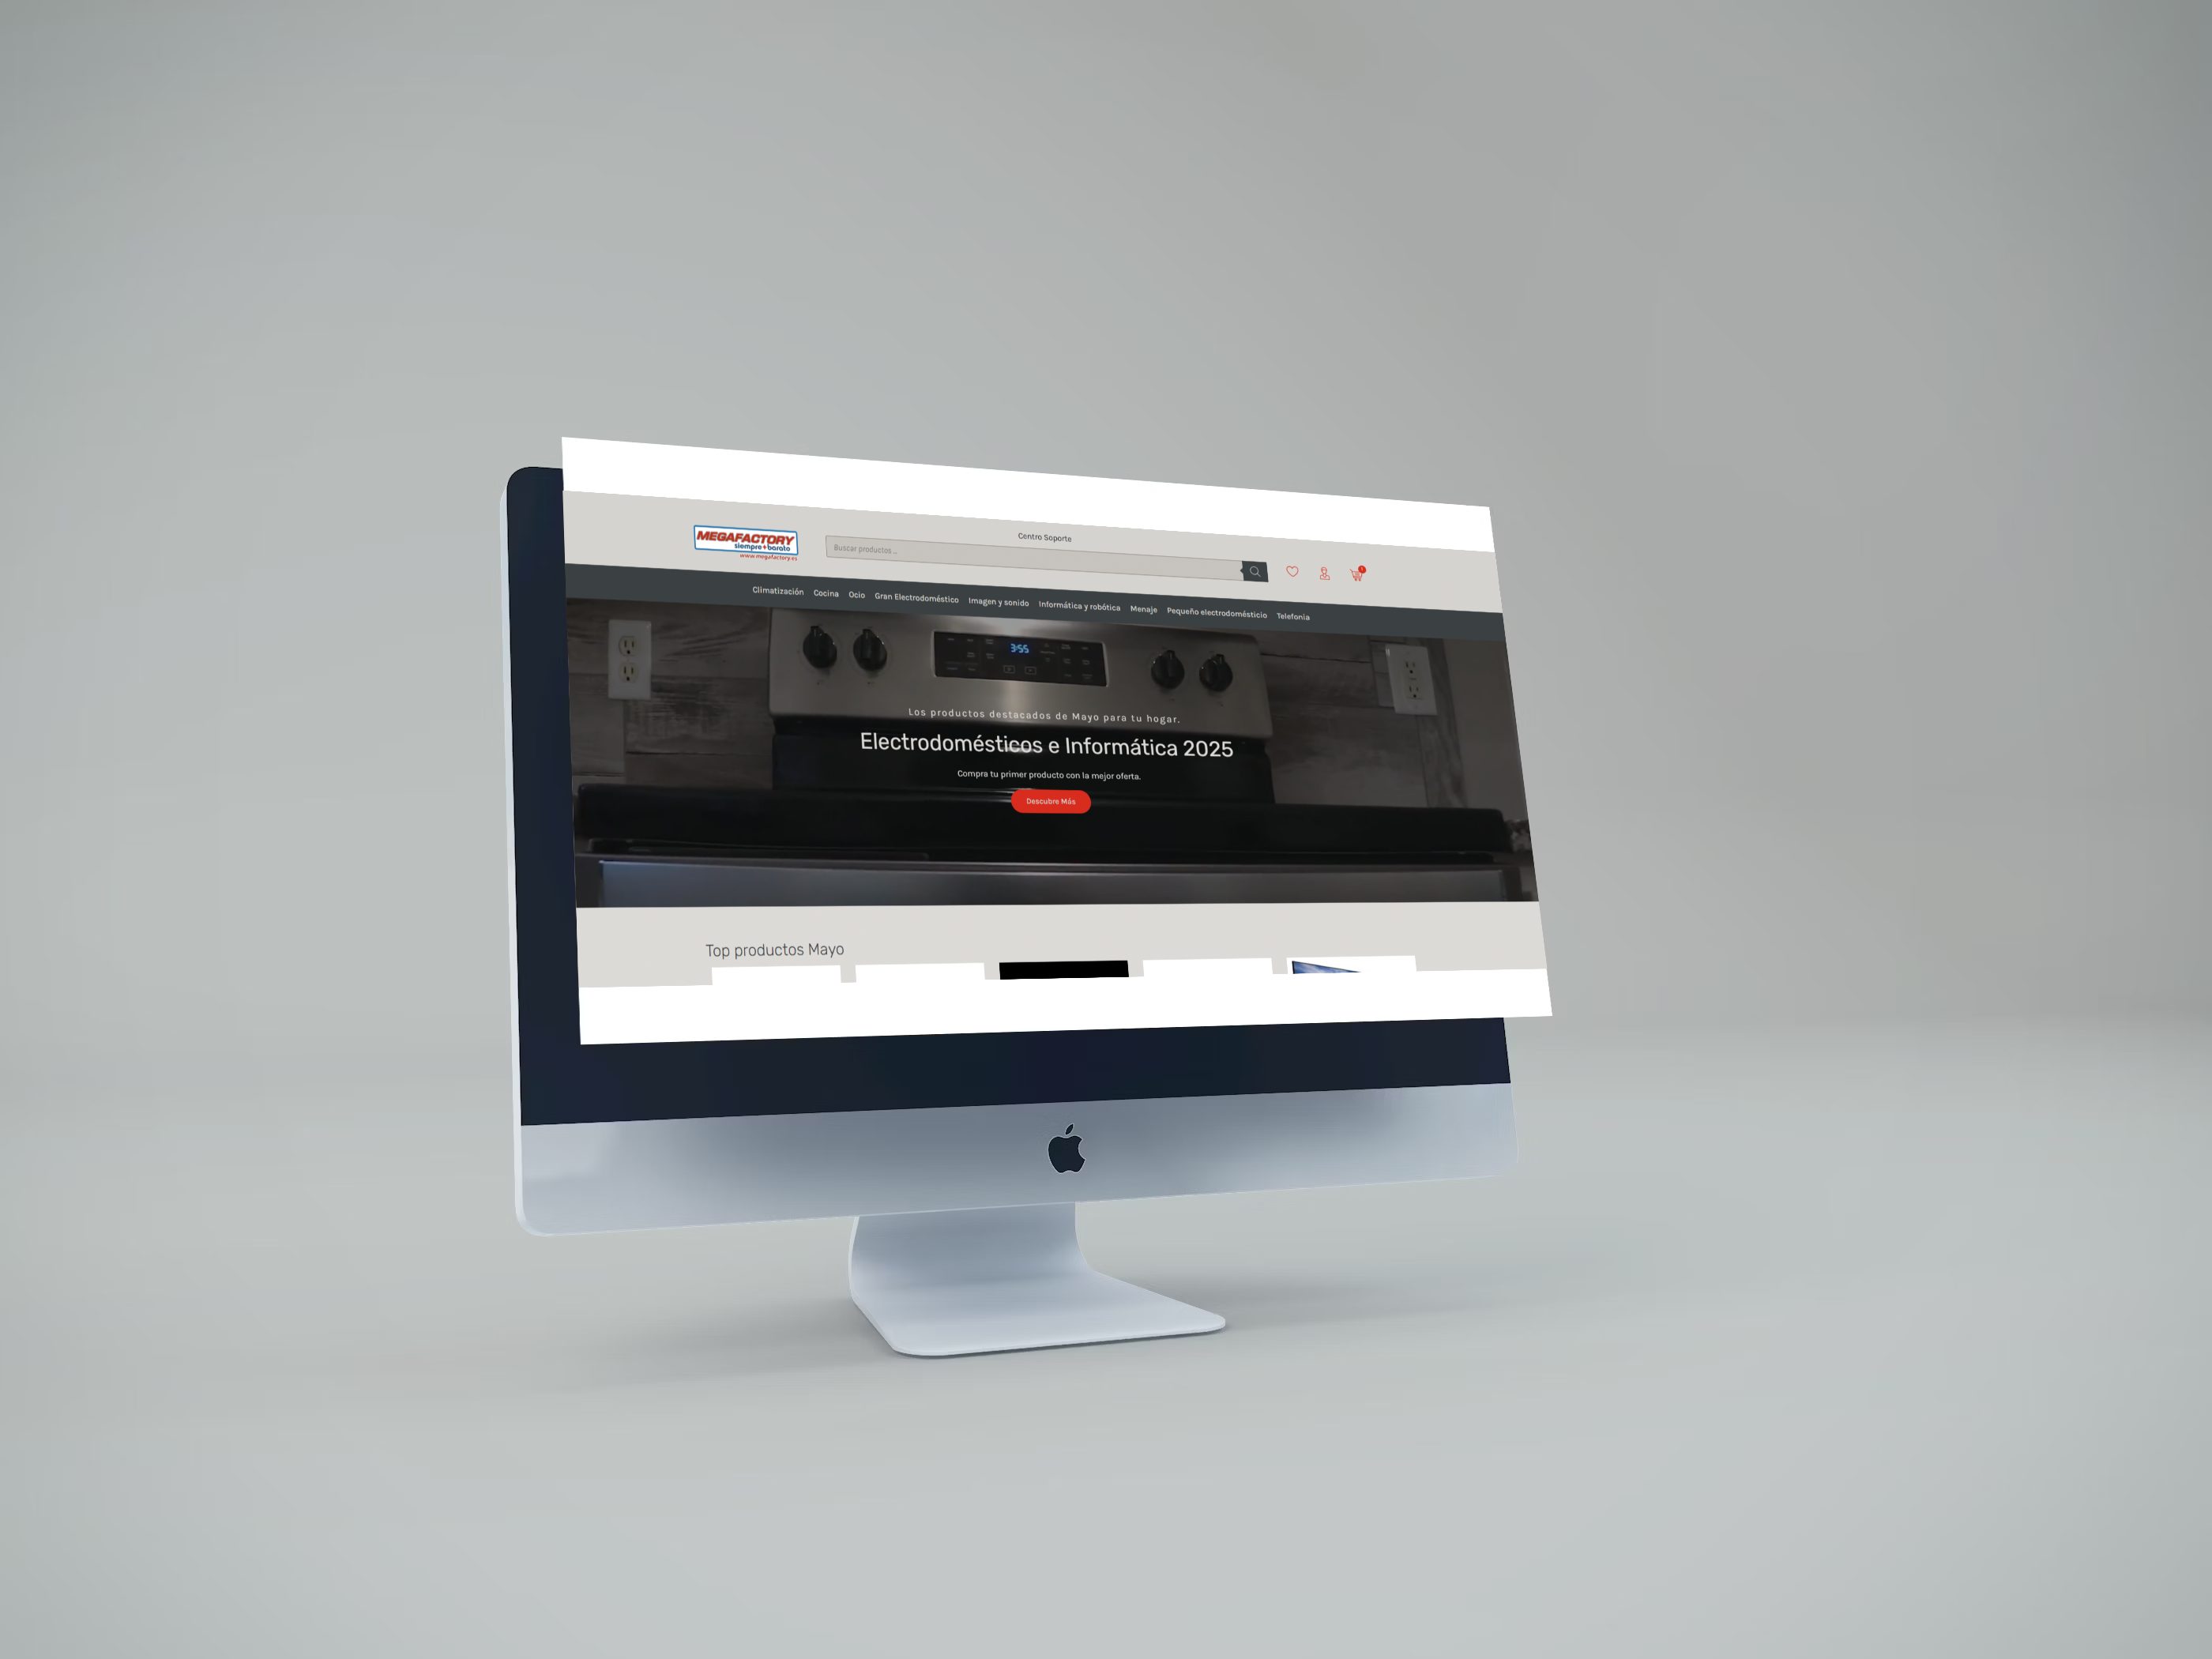 Centro Soporte
MEGAFACTORY
siempre+barato
www.megafactory.es
Buscar productos ...
1
Climatización Cocina Ocio Gran Electrodoméstico Imagen y sonido Informática y robótica Menaje Pequeño electrodoméstico Telefonia
3:55
Los productos destacados de Mayo para tu hogar.
Electrodomésticos e Informática 2025
Compra tu primer producto con la mejor oferta.
Descubre Más
Top productos Mayo